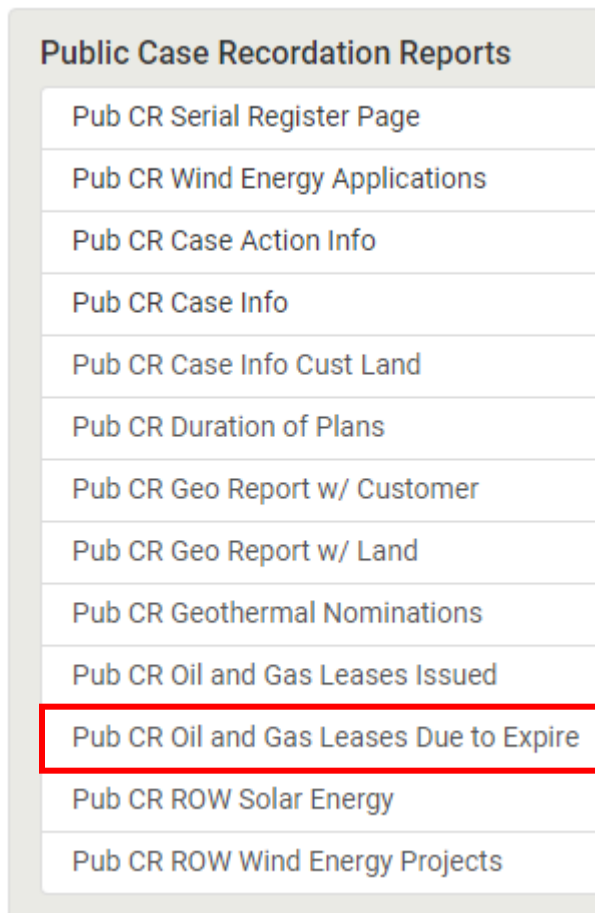 Public Case Recordation Reports
Pub CR Serial Register Page
Pub CR Wind Energy Applications
Pub CR Case Action Info
Pub CR Case Info
Pub CR Case Info Cust Land
Pub CR Duration of Plans
Pub CR Geo Report w/ Customer
Pub CR Geo Report w/ Land
Pub CR Geothermal Nominations
Pub CR Oil and Gas Leases Issued
Pub CR Oil and Gas Leases Due to Expire
Pub CR ROW Solar Energy
Pub CR ROW Wind Energy Projects